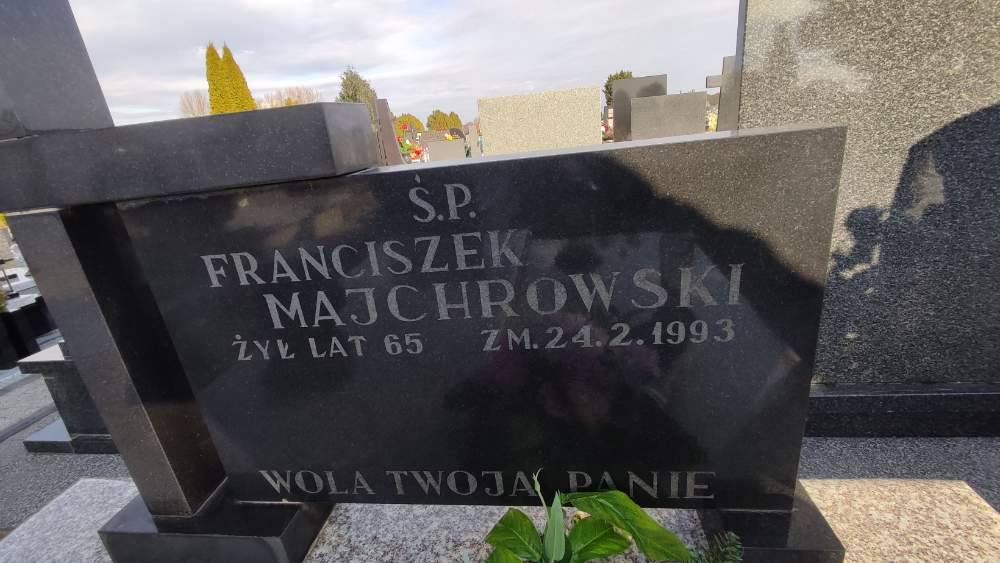 Ś.P.
FRANCISZEK
MAJCHROWSKI
ŻYŁ LAT 65 ZM. 24.2.1993
WOLA TWOJA PANIE